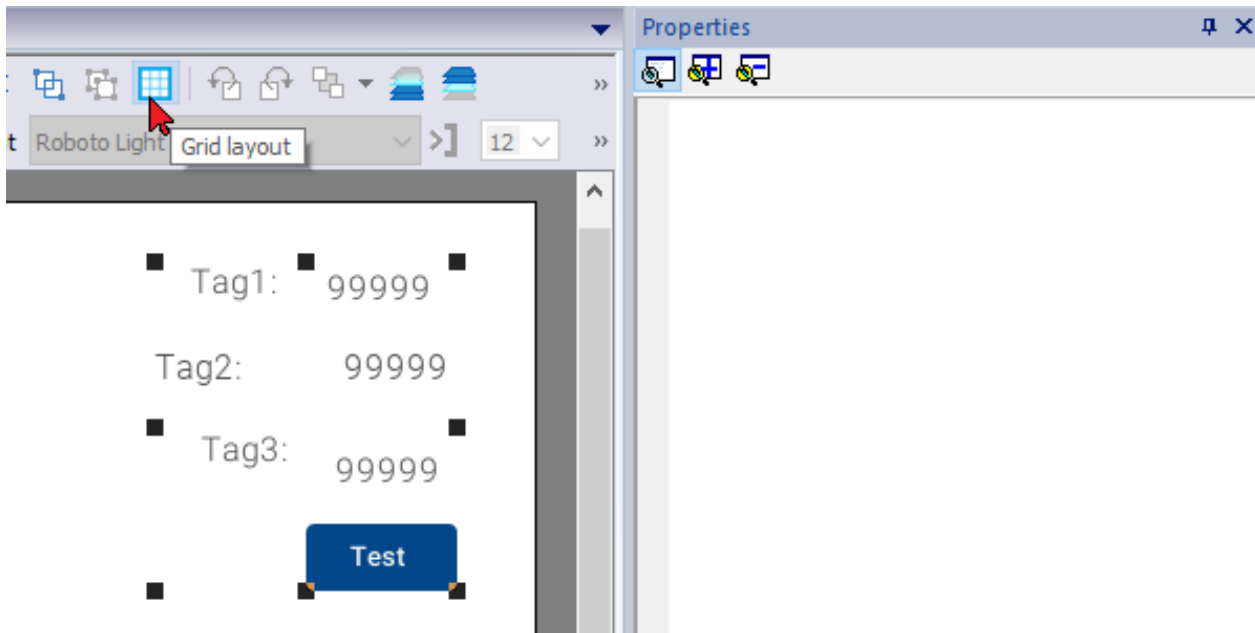 Properties
t Roboto Light 12
Grid layout
Tag1: 99999
Tag2: 99999
Tag3: 99999
Test